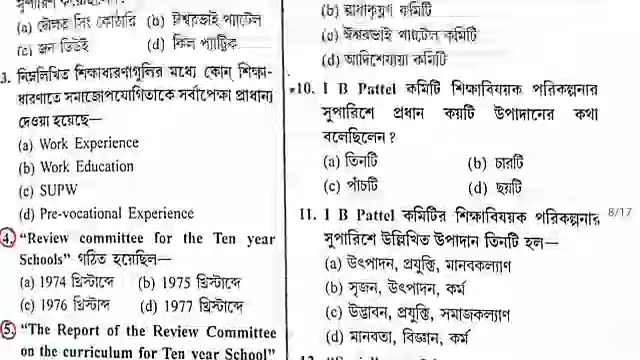 (a) দৌলত সিং কোঠারি (b) ঈশ্বরভাই প্যাটেল
(c) জন ডিউই (d) কিল প্যাট্রিক
3. নিম্নলিখিত শিক্ষাধারণাগুলির মধ্যে কোন্ শিক্ষা-
ধারণাতে সমাজোপযোগিতাকে সর্বাপেক্ষা প্রাধান্য
দেওয়া হয়েছে—
(a) Work Experience
(b) Work Education
(c) SUPW
(d) Pre-vocational Experience
4. "Review committee for the Ten year
Schools" গঠিত হয়েছিল—
(a) 1974 খ্রিস্টাব্দে (b) 1975 খ্রিস্টাব্দে
(c) 1976 খ্রিস্টাব্দ (d) 1977 খ্রিস্টাব্দে
5. "The Report of the Review Committee
on the curriculum for Ten year School"
(b) রাধাকৃষ্ণণ কমিটি
(c) ঈশ্বরভাই প্যাটেল কমিটি
(d) আদিশেষায়া কমিটি
10. I B Pattel কমিটি শিক্ষাবিষয়ক পরিকল্পনার
সুপারিশে প্রধান কয়টি উপাদানের কথা
বলেছিলেন ?
(a) তিনটি (b) চারটি
(c) পাঁচটি (d) ছয়টি
11. I B Pattel কমিটির শিক্ষাবিষয়ক পরিকল্পনার
সুপারিশে উল্লিখিত উপাদান তিনটি হল—
(a) উৎপাদন, প্রযুক্তি, মানবকল্যাণ
(b) সৃজন, উৎপাদন, কর্ম
(c) উদ্ভাবন, প্রযুক্তি, সমাজকল্যাণ
(d) মানবতা, বিজ্ঞান, কর্ম
8/17